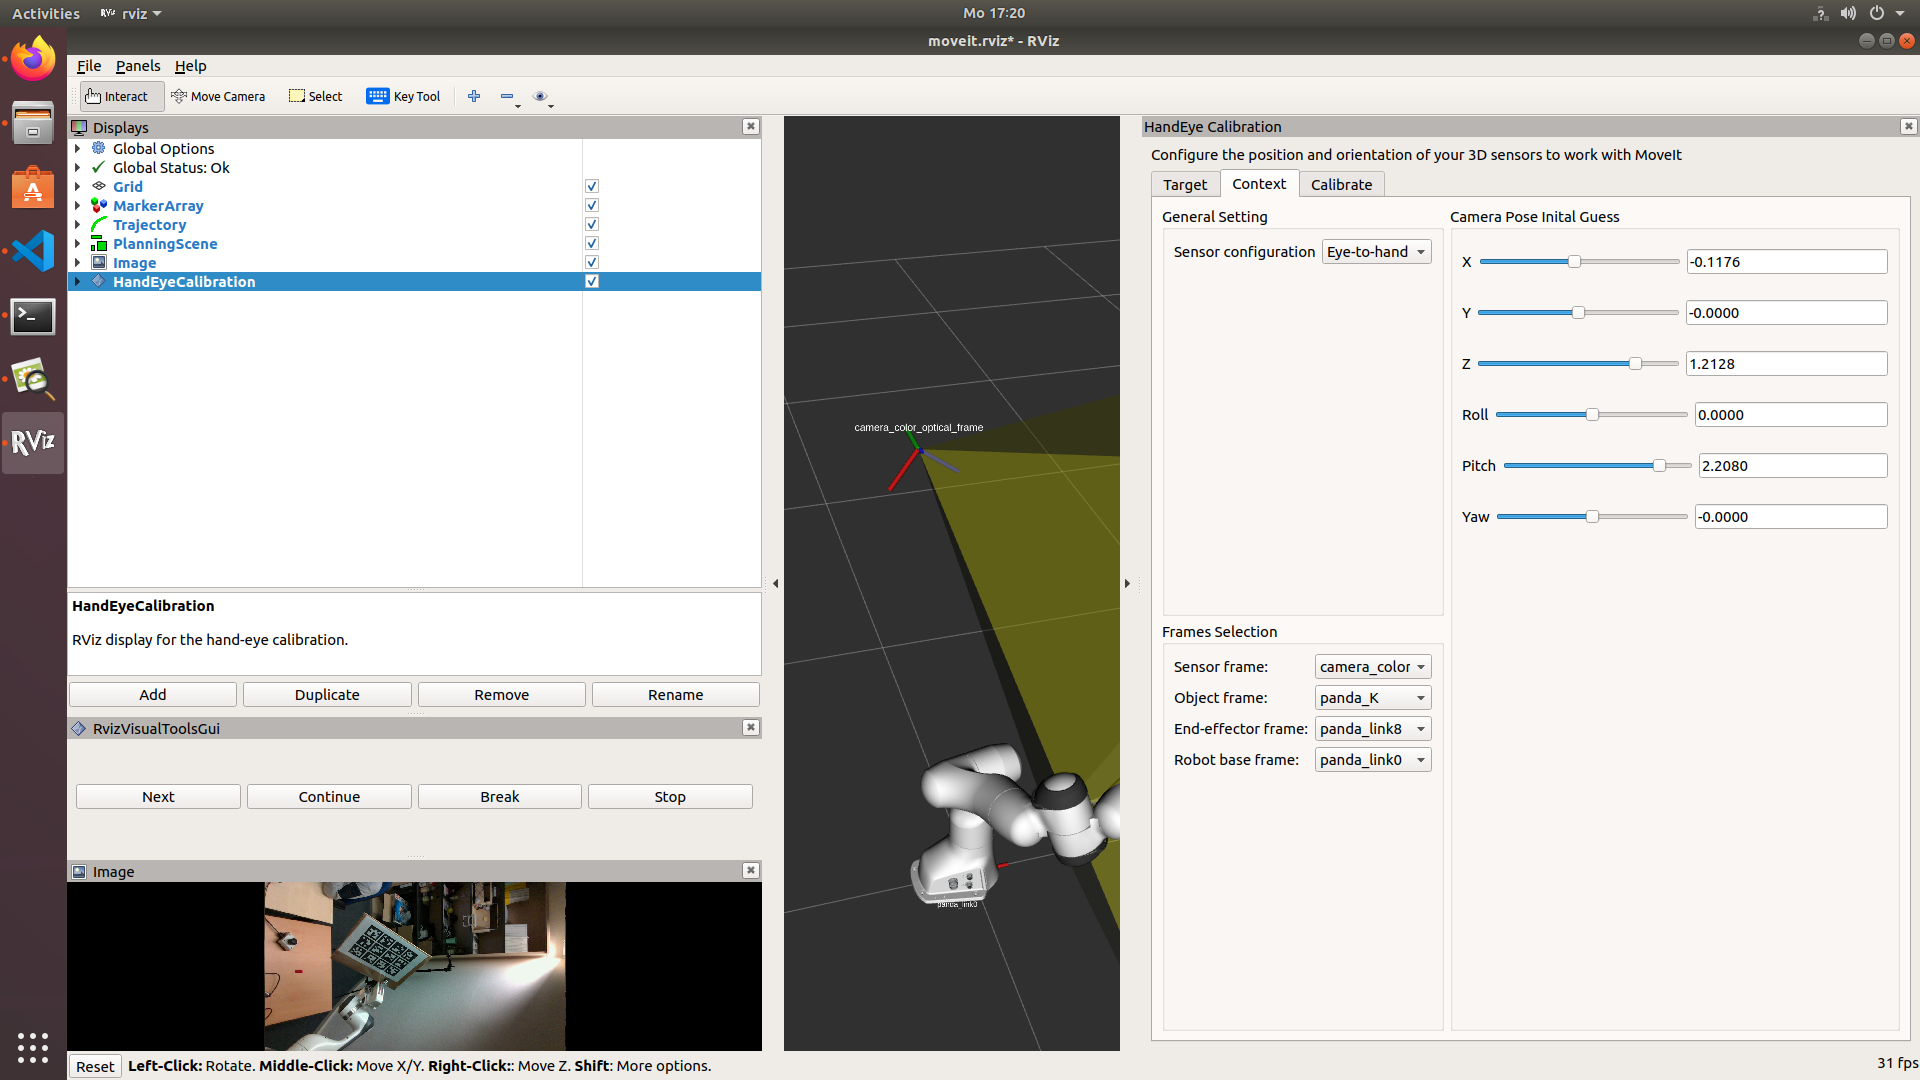 Activities RViz rviz Mo 17:20
moveit.rviz* - RViz
File Panels Help
Interact Move Camera Select Key Tool
Displays
Global Options
Global Status: Ok
Grid
MarkerArray
Trajectory
PlanningScene
Image
HandEyeCalibration
HandEyeCalibration
RViz display for the hand-eye calibration.
Add Duplicate Remove Rename
RvizVisualToolsGui
Next Continue Break Stop
Image
Reset Left-Click: Rotate. Middle-Click: Move X/Y. Right-Click:: Move Z. Shift: More options.
RViz
camera_color_optical_frame
panda_link0
HandEye Calibration
Configure the position and orientation of your 3D sensors to work with MoveIt
Target Context Calibrate
General Setting
Sensor configuration Eye-to-hand
Frames Selection
Sensor frame: camera_color
Object frame: panda_K
End-effector frame: panda_link8
Robot base frame: panda_link0
Camera Pose Inital Guess
X -0.1176
Y -0.0000
Z 1.2128
Roll 0.0000
Pitch 2.2080
Yaw -0.0000
31 fps